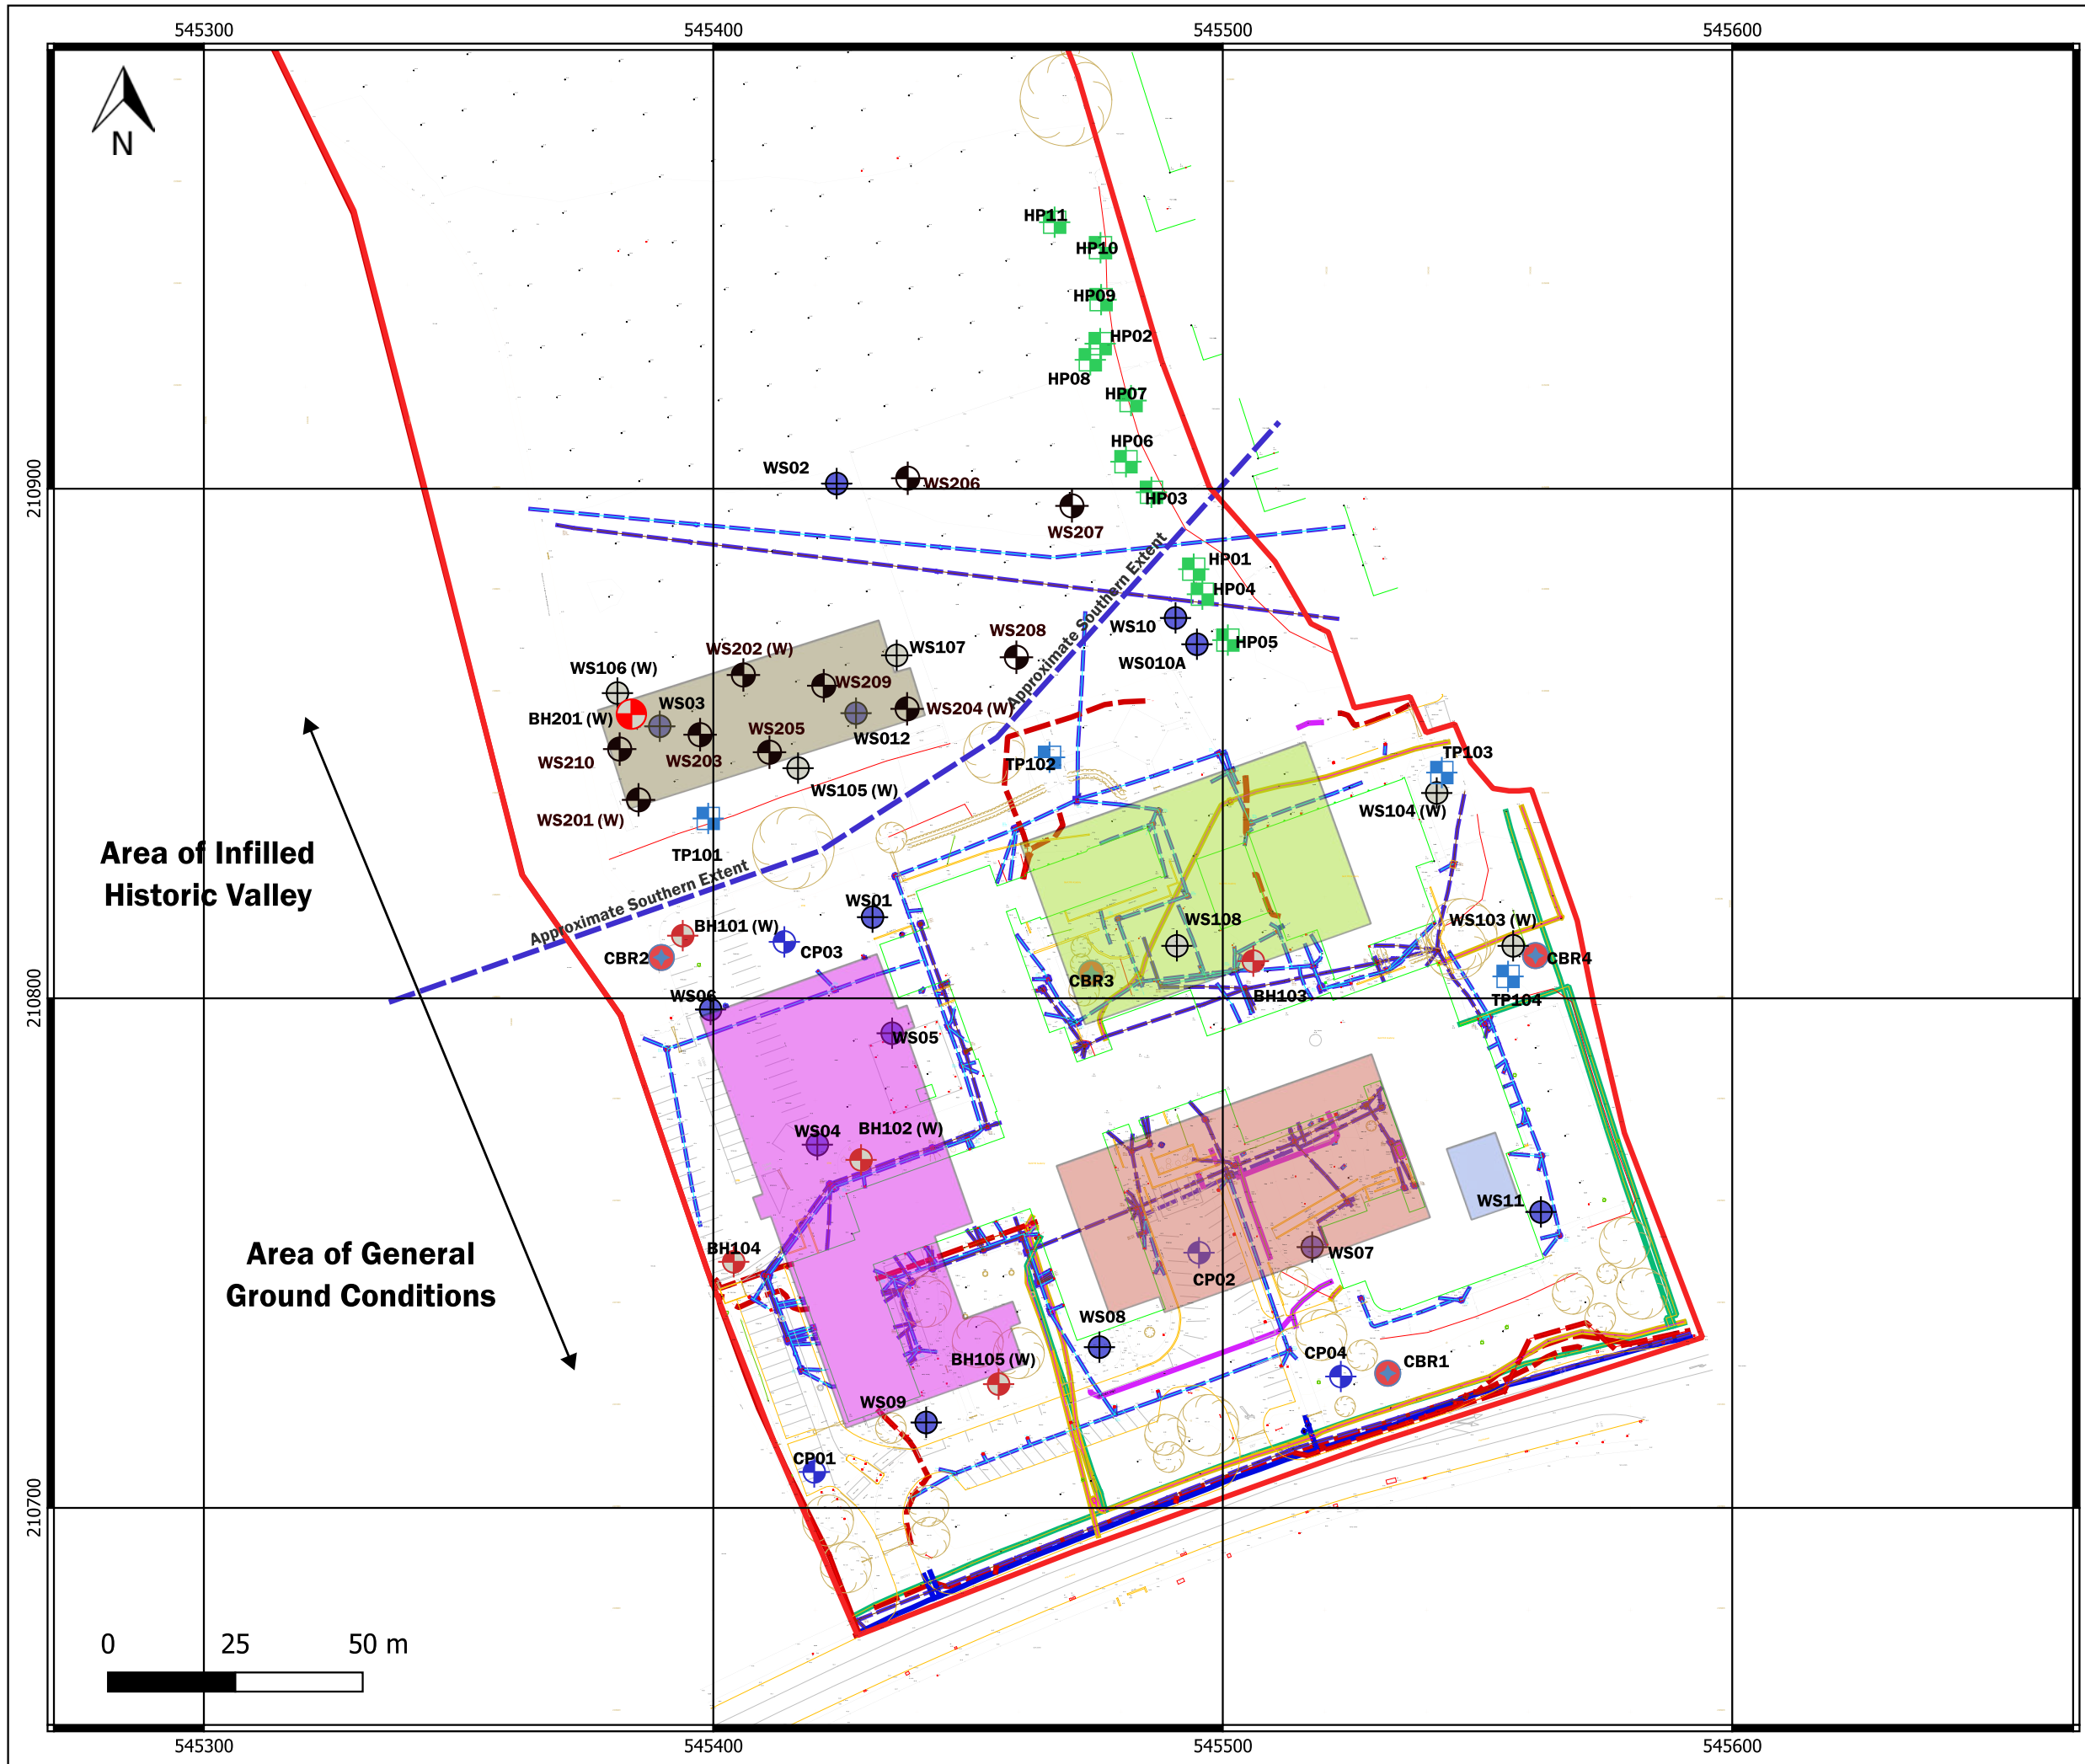 545300 545400 545500 545600
N
HP11
HP10
HP09
HP02
HP08
HP07
HP06
WS02
WS206
210900
HP03
WS207
Approximate Southern Extent
HP01
HP04
WS10
WS208
HP05
WS202 (W)
WS107
WS010A
WS106 (W)
WS209
WS03
BH201 (W)
WS204 (W)
WS205
WS012
TP103
WS210
WS203
TP102
WS105 (W)
WS104 (W)
WS201 (W)
Area of Infilled
Historic Valley
TP101
Approximate Southern Extent
WS01
WS108
WS103 (W)
BH101 (W)
CP03
CBR2
CBR4
CBR3
210800
WS06
BH103
TP104
WS05
WS04
BH102 (W)
WS11
BH104
WS07
CP02
Area of General
Ground Conditions
WS08
CP04
CBR1
BH105 (W)
WS09
CP01
210700
0 25 50 m
545300 545400 545500 545600